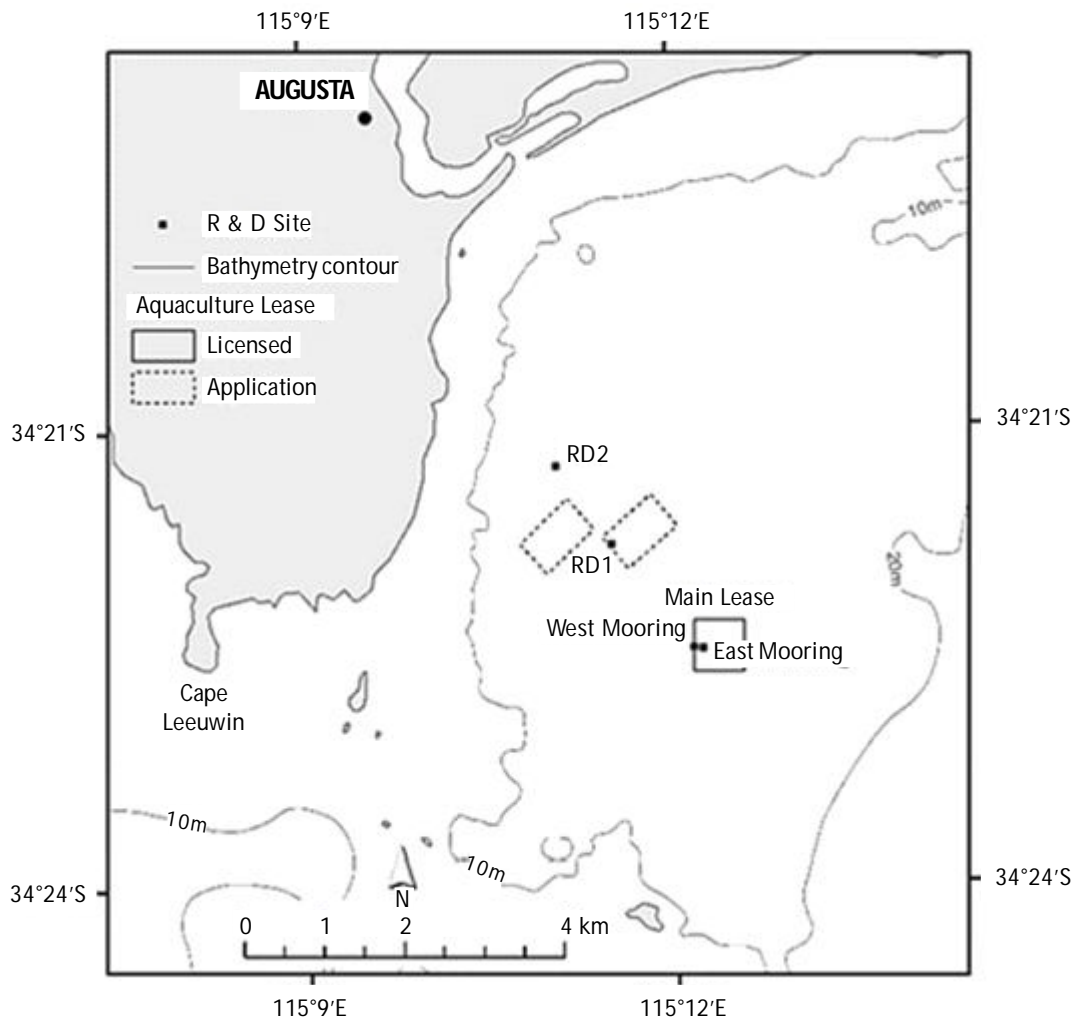 115°9′E
115°12′E
AUGUSTA
R & D Site
Bathymetry contour
Aquaculture Lease
Licensed
Application
10m
34°21′S
34°21′S
RD2
RD1
20m
Main Lease
West Mooring
East Mooring
Cape
Leeuwin
10m
10m
34°24′S
34°24′S
N
0 1 2 4 km
115°9′E
115°12′E